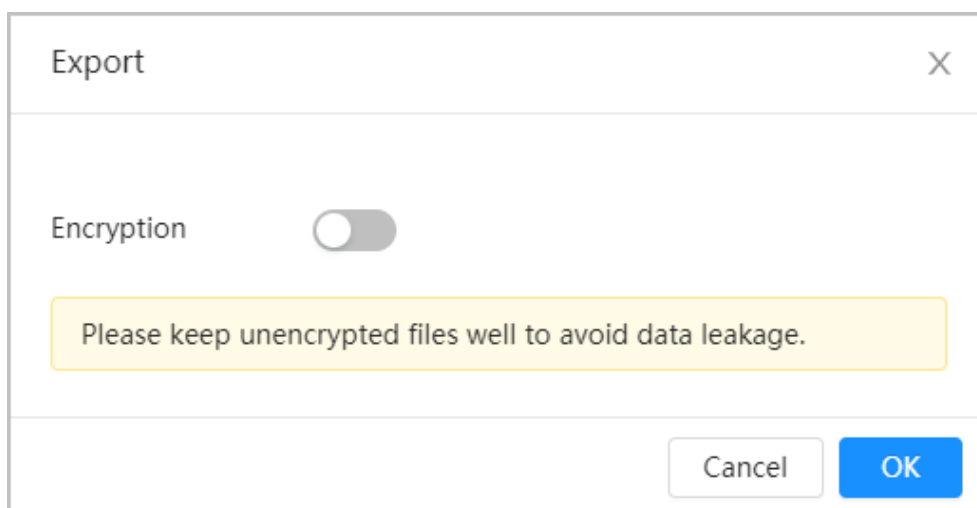 Export X
Encryption
Please keep unencrypted files well to avoid data leakage.
Cancel OK